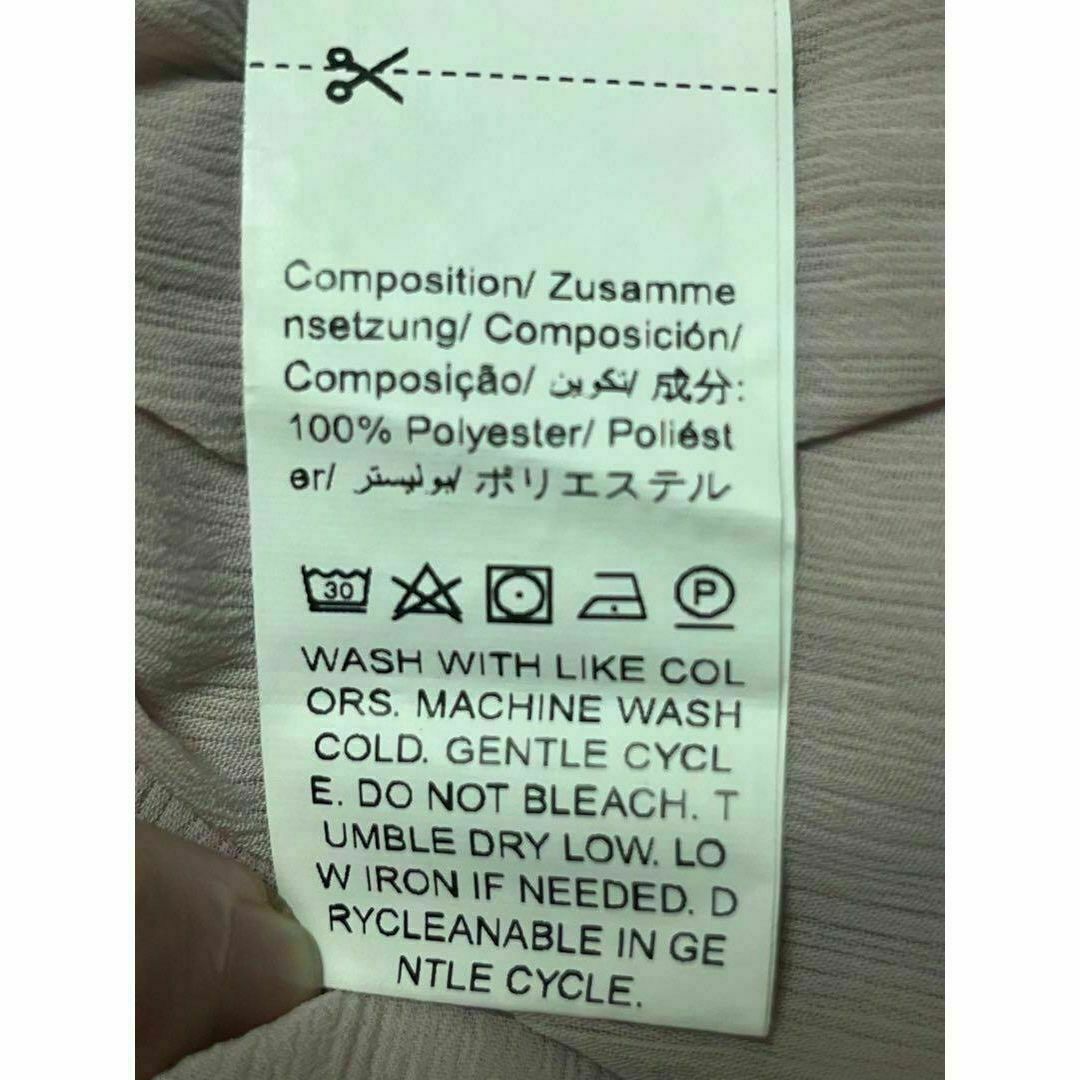 Composition/ Zusamme
nsetzung/ Composición/
Composição/ تكوين/ 成分:
100% Polyester/ Poliést
er/ بوليستر/ ポリエステル
30 P
WASH WITH LIKE COL
ORS. MACHINE WASH
COLD. GENTLE CYCL
E. DO NOT BLEACH. T
UMBLE DRY LOW. LO
W IRON IF NEEDED. D
RYCLEANABLE IN GE
NTLE CYCLE.